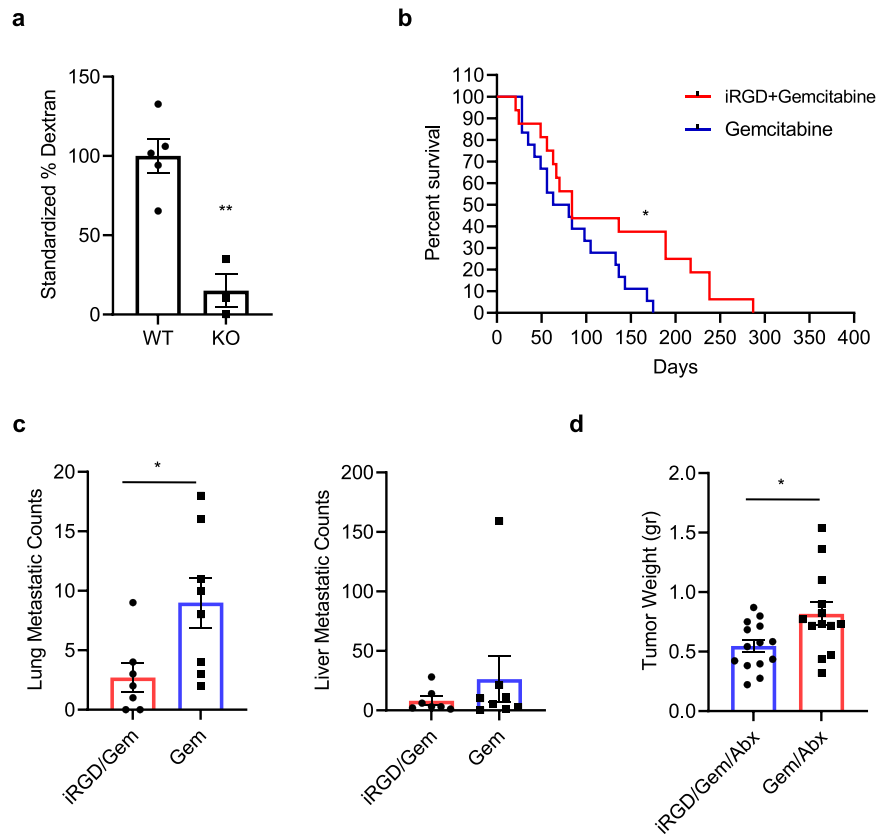 a
Standardized % Dextran
150
100
50
0
**
WT
KO
b
Percent survival
110
100
90
80
70
60
50
40
30
20
10
0
iRGD+Gemcitabine
Gemcitabine
*
0
50
100
150
200
250
300
350
400
Days
c
Lung Metastatic Counts
20
15
10
5
0
*
iRGD/Gem
Gem
Liver Metastatic Counts
200
150
100
50
0
iRGD/Gem
Gem
d
Tumor Weight (gr)
2.0
1.5
1.0
0.5
0.0
*
iRGD/Gem/Abx
Gem/Abx